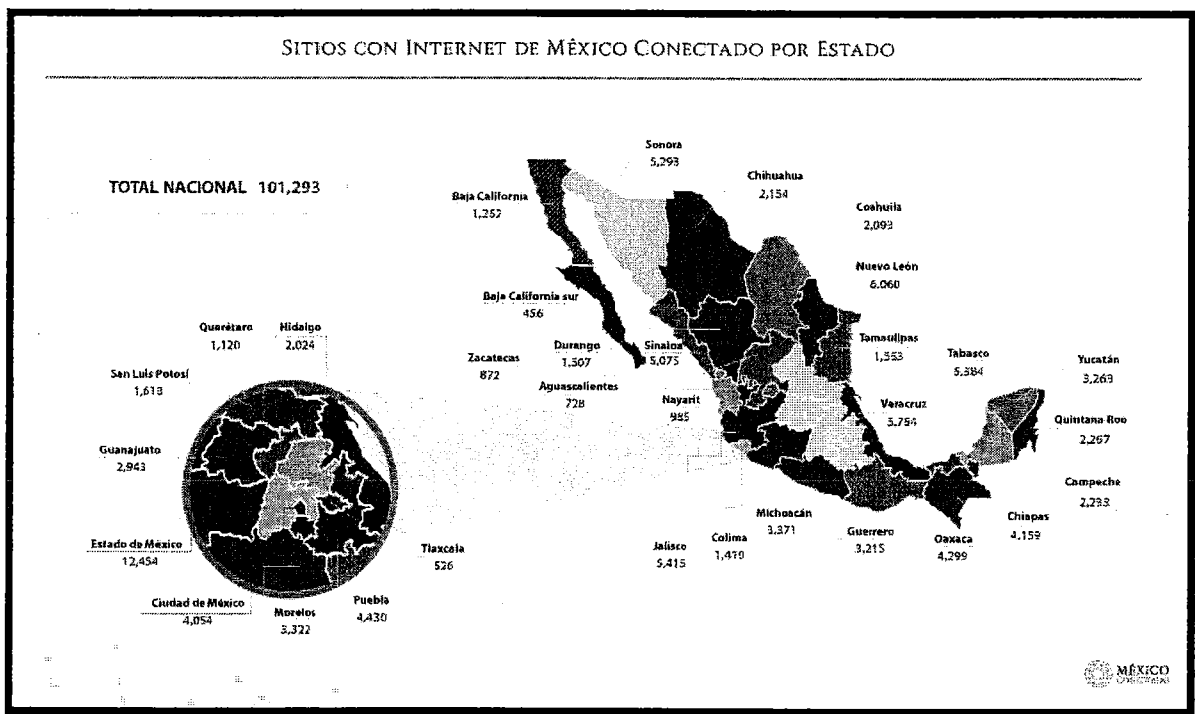 SITIOS CON INTERNET DE MÉXICO CONECTADO POR ESTADO
TOTAL NACIONAL 101,293
Sonora
5,293
Chihuahua
2,154
Baja California
1,252
Coahuila
2,093
Nuevo León
6,060
Baja California sur
456
Querétaro
1,120
Hidalgo
2,024
Durango
1,507
Sinaloa
5,075
Tamaulipas
1,553
Tabasco
5,384
Yucatán
3,263
Zacatecas
872
San Luis Potosí
1,613
Aguascalientes
728
Nayarit
985
Veracruz
5,754
Quintana Roo
2,267
Guanajuato
2,943
Campeche
2,233
Michoacán
3,371
Chiapas
4,159
Guerrero
3,215
Colima
1,479
Oaxaca
4,299
Jalisco
5,415
Estado de México
12,454
Tlaxcala
526
Ciudad de México
4,054
Morelos
3,322
Puebla
4,430
MÉXICO
CONECTADO